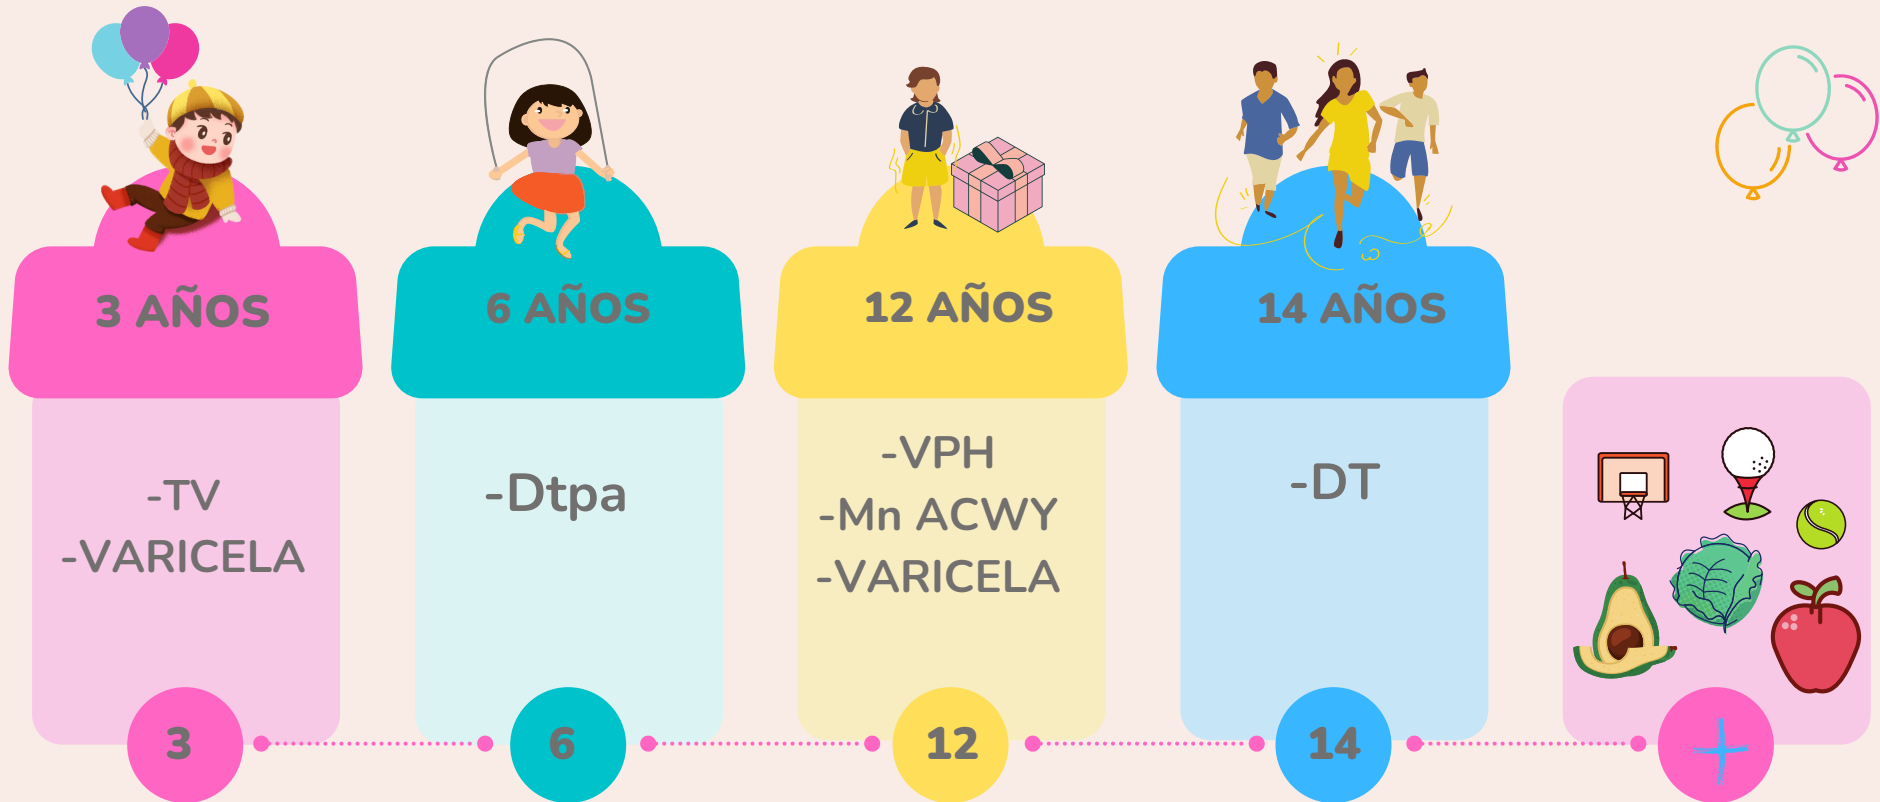 3 AÑOS
-TV
-VARICELA
3
6 AÑOS
-Dtpa
6
12 AÑOS
-VPH
-Mn ACWY
-VARICELA
12
14 AÑOS
-DT
14
+